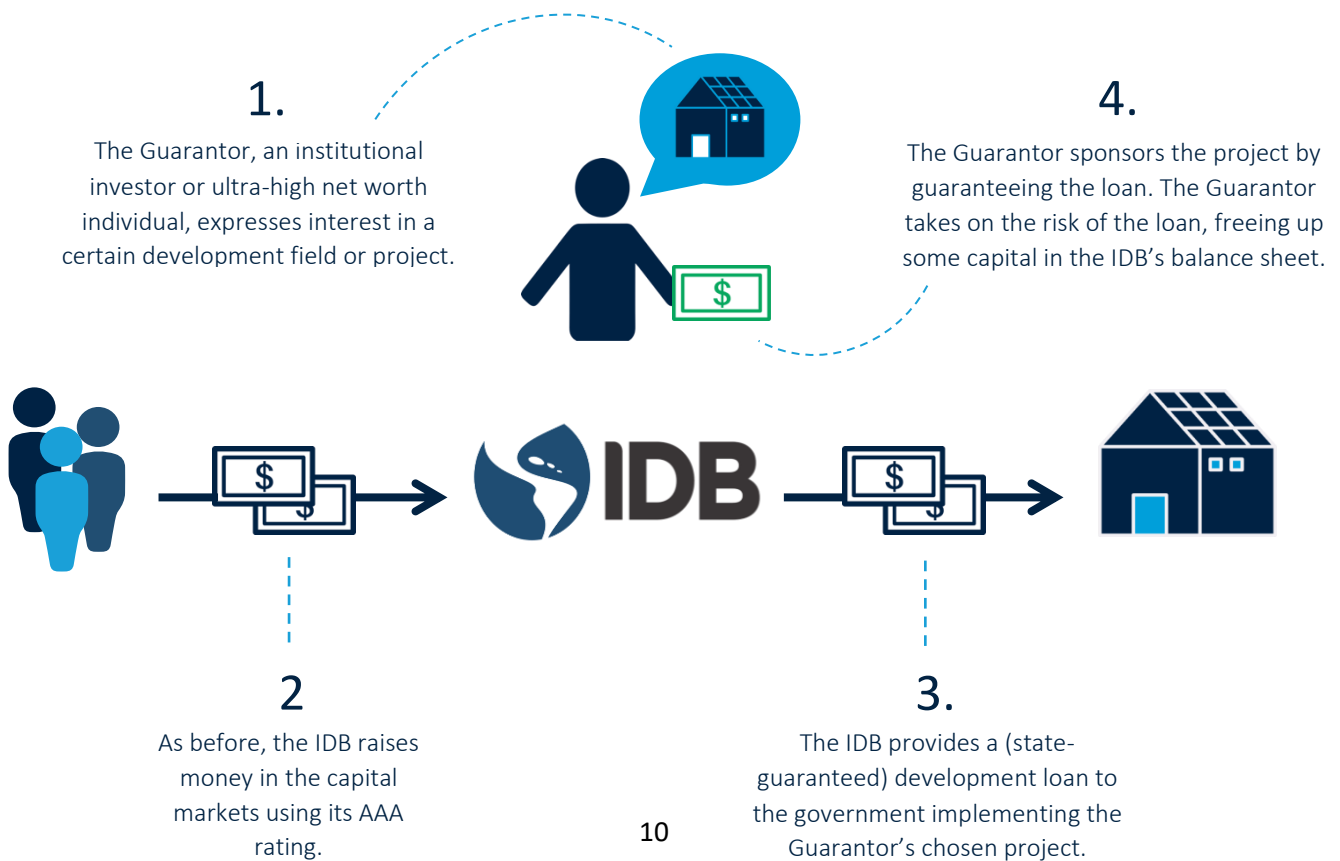 1.
The Guarantor, an institutional
investor or ultra-high net worth
individual, expresses interest in a
certain development field or project.
4.
The Guarantor sponsors the project by
guaranteeing the loan. The Guarantor
takes on the risk of the loan, freeing up
some capital in the IDB’s balance sheet.
$
$
$
IDB
$
$
2
As before, the IDB raises
money in the capital
markets using its AAA
rating.
3.
The IDB provides a (state-
guaranteed) development loan to
the government implementing the
Guarantor’s chosen project.
10